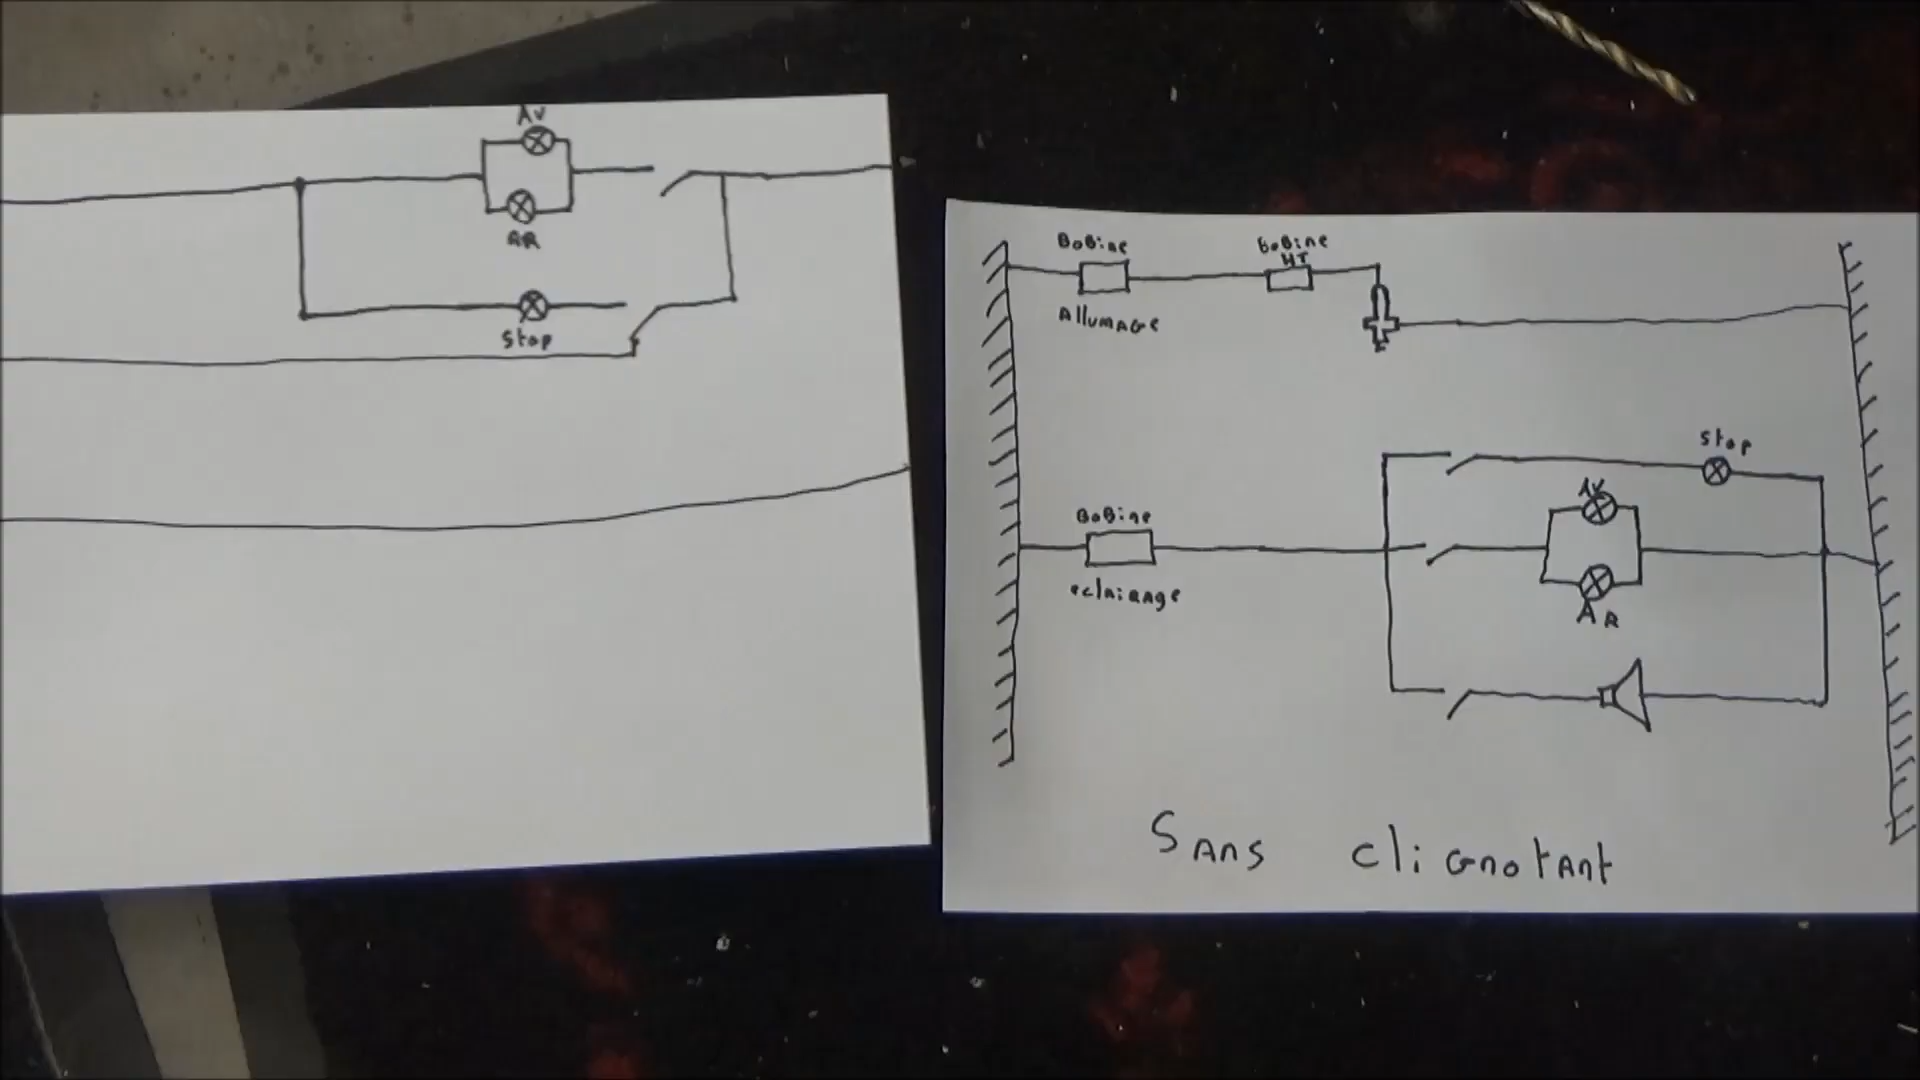 AV
AR
Stop
BoBine
Allumage
BoBine
HT
Stop
AV
BoBine
eclairage
AR
SAns clignotant